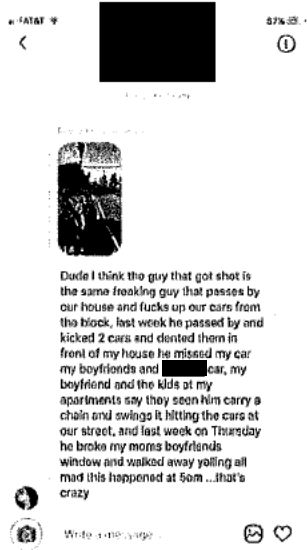 AT&T
87%
Dude I think the guy that got shot is
the same freaking guy that passes by
our house and fucks up our cars from
the block, last week he passed by and
kicked 2 cars and dented them in
front of my house he missed my car
my boyfriends and car, my
boyfriend and the kids at my
apartments say they seen him carry a
chain and swings it hitting the cars at
our street, and last week on Thursday
he broke my moms boyfriends
window and walked away yelling all
mad this happened at 5am ...that's
crazy
Write a message...